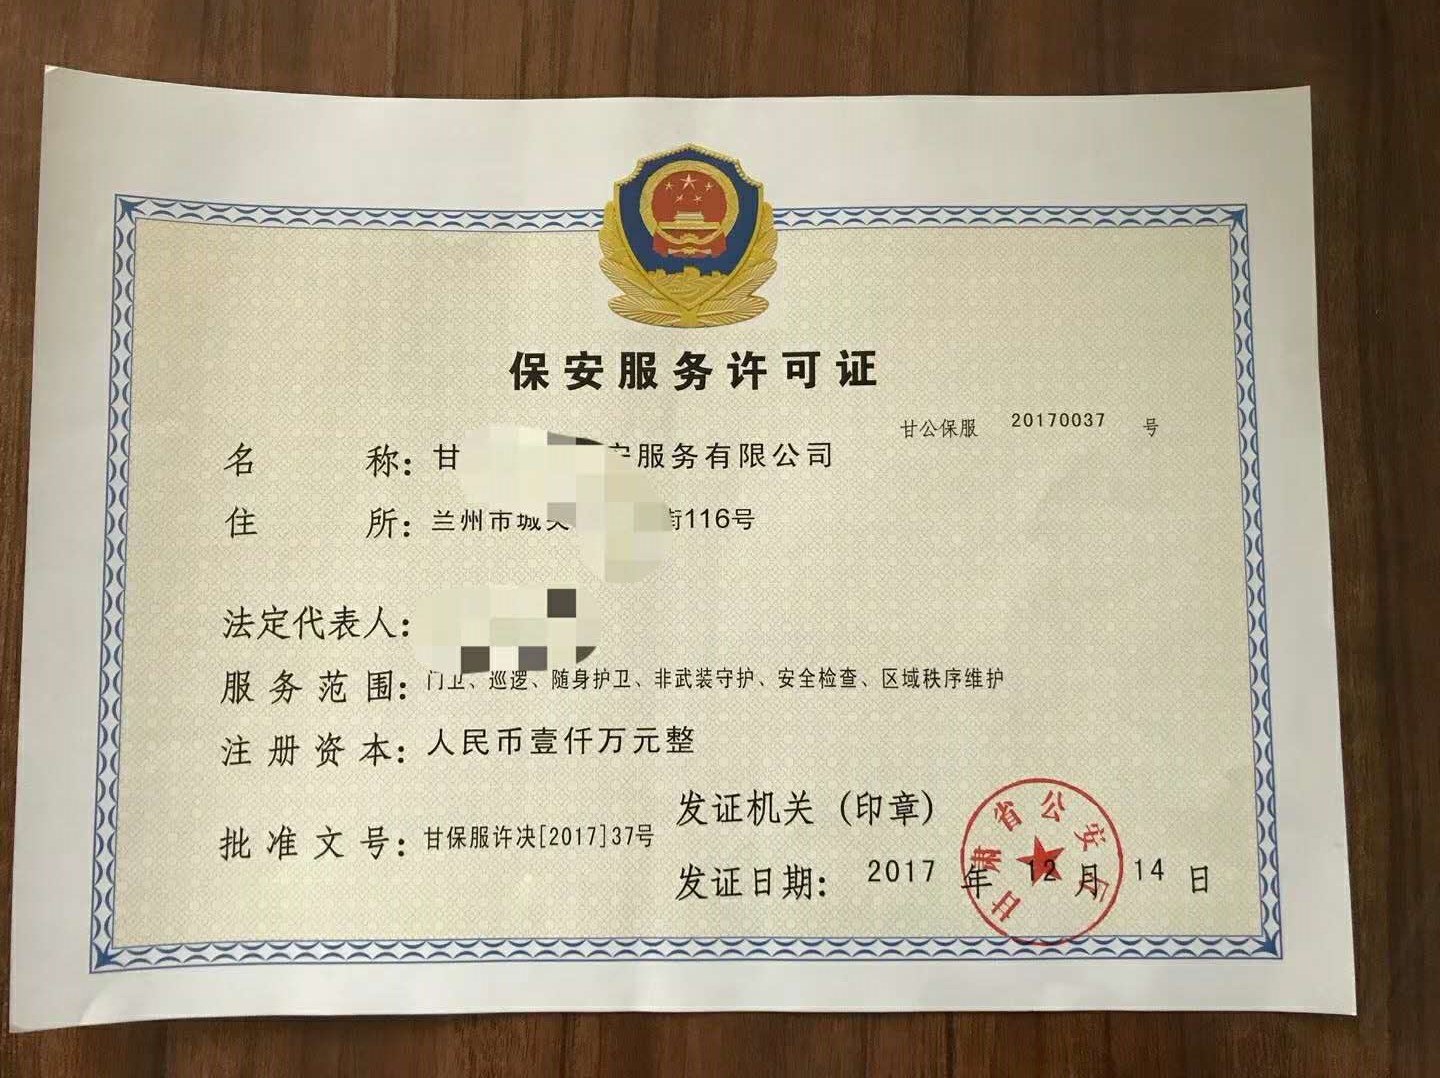 保安服务许可证
甘公保服 20170037 号
名称：甘 服务有限公司
住所：兰州市城 街116号
法定代表人：
服务范围：门卫、巡逻、随身护卫、非武装守护、安全检查、区域秩序维护
注册资本：人民币壹仟万元整
发证机关（印章）
批准文号：甘保服许决[2017]37号
发证日期：2017 年 12 月 14 日
甘肃省公安厅